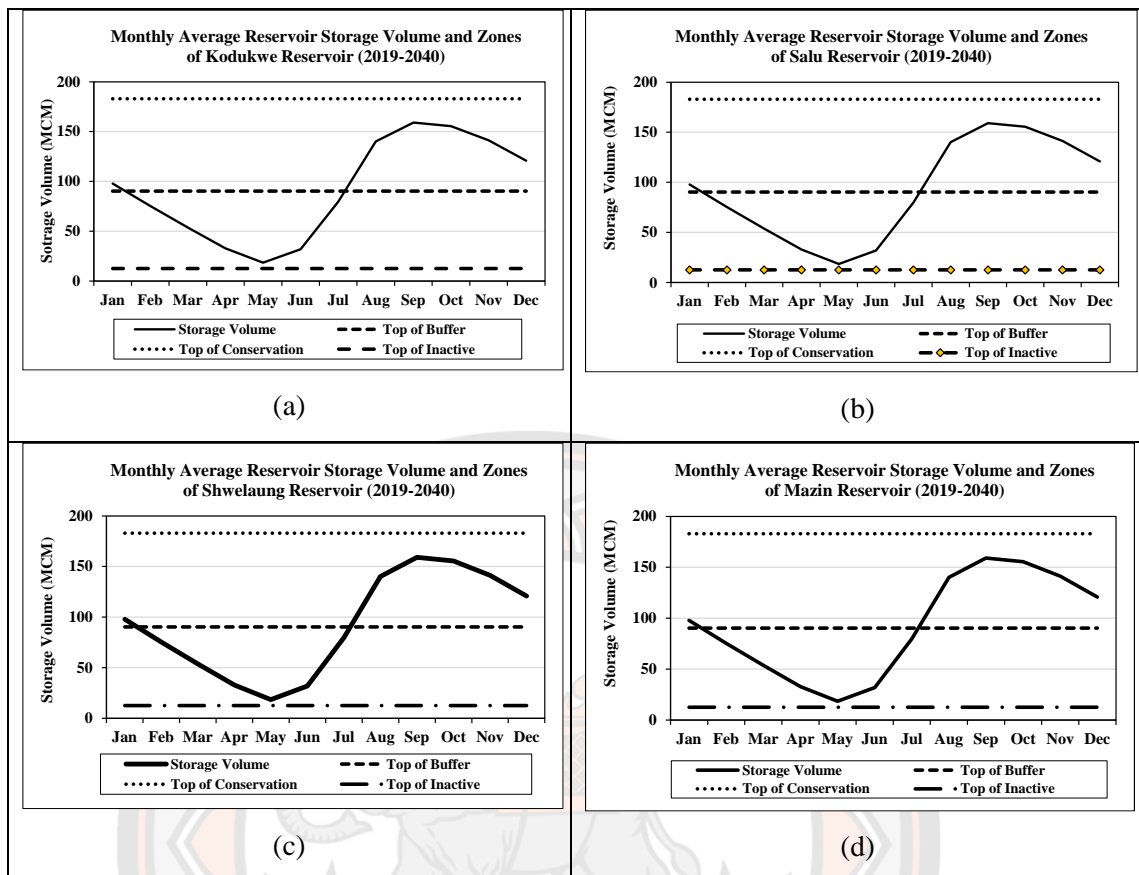 Monthly Average Reservoir Storage Volume and Zones
of Kodukwe Reservoir (2019-2040)
Sotrage Volume (MCM)
200
150
100
50
0
Jan Feb Mar Apr May Jun Jul Aug Sep Oct Nov Dec
Storage Volume Top of Buffer
Top of Conservation Top of Inactive
(a)
Monthly Average Reservoir Storage Volume and Zones
of Salu Reservoir (2019-2040)
Storage Volume (MCM)
200
150
100
50
0
Jan Feb Mar Apr May Jun Jul Aug Sep Oct Nov Dec
Storage Volume Top of Buffer
Top of Conservation Top of Inactive
(b)
Monthly Average Reservoir Storage Volume and Zones
of Shwelaung Reservoir (2019-2040)
Storage Volume (MCM)
200
150
100
50
0
Jan Feb Mar Apr May Jun Jul Aug Sep Oct Nov Dec
Storage Volume Top of Buffer
Top of Conservation Top of Inactive
(c)
Monthly Average Reservoir Storage Volume and Zones
of Mazin Reservoir (2019-2040)
Storage Volume (MCM)
200
150
100
50
0
Jan Feb Mar Apr May Jun Jul Aug Sep Oct Nov Dec
Storage Volume Top of Buffer
Top of Conservation Top of Inactive
(d)